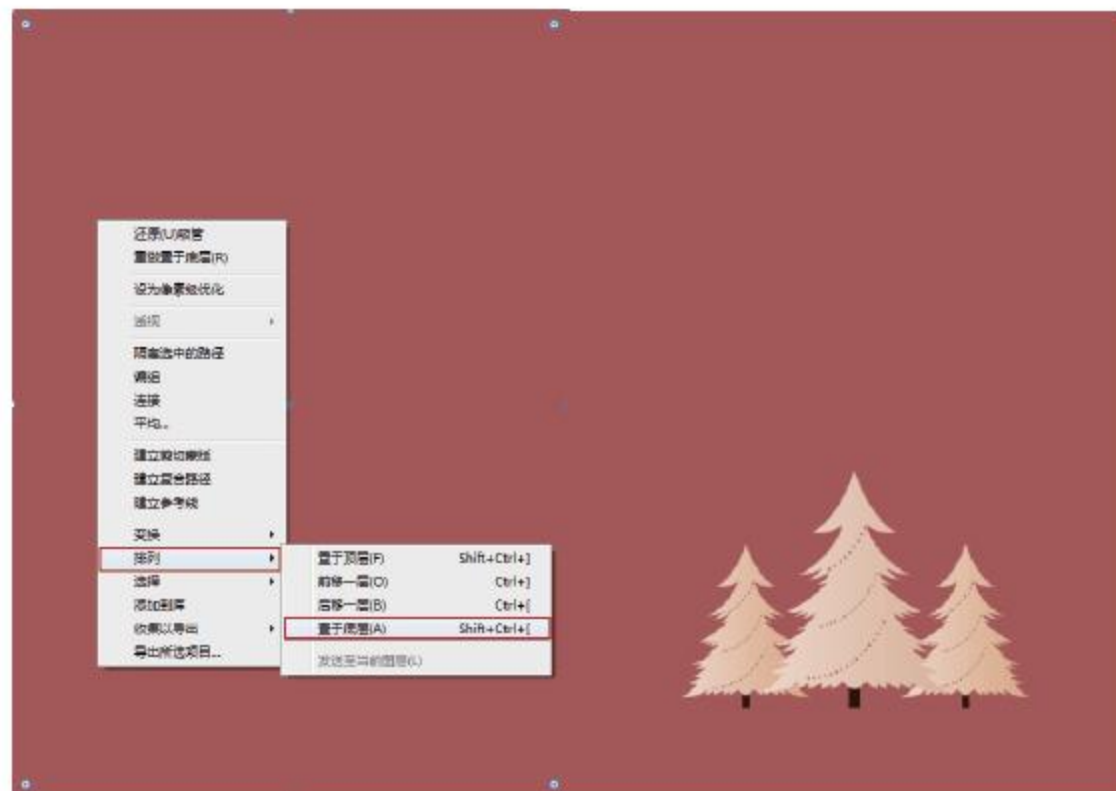 还原(U)吸管
重做置于底层(R)
设为像素级优化
透视
隔离选中的路径
编组
连接
平均...
建立剪切蒙版
建立复合路径
建立参考线
变换
排列
选择
添加到库
收集以导出
导出所选项目...
置于顶层(F) Shift+Ctrl+]
前移一层(O) Ctrl+]
后移一层(B) Ctrl+[
置于底层(A) Shift+Ctrl+[
发送至当前图层(L)